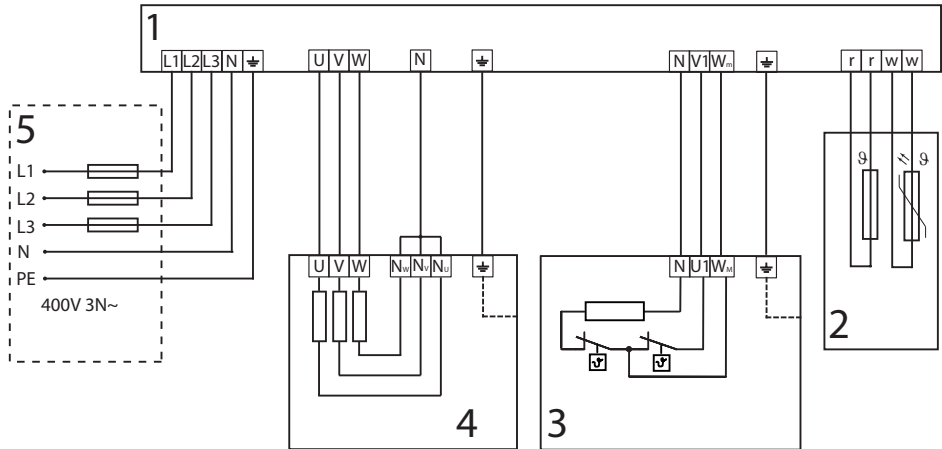 1
L1 L2 L3 N
U V W
N
N V1 Wm
r r w w
5
L1
L2
L3
N
PE
400V 3N~
U V W
NW NV NU
4
N U1 WM
ϑ
ϑ
3
ϑ
ϑ
2